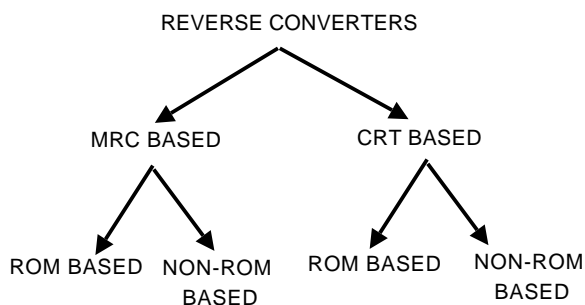 REVERSE CONVERTERS
MRC BASED
CRT BASED
ROM BASED
NON-ROM
BASED
ROM BASED
NON-ROM
BASED